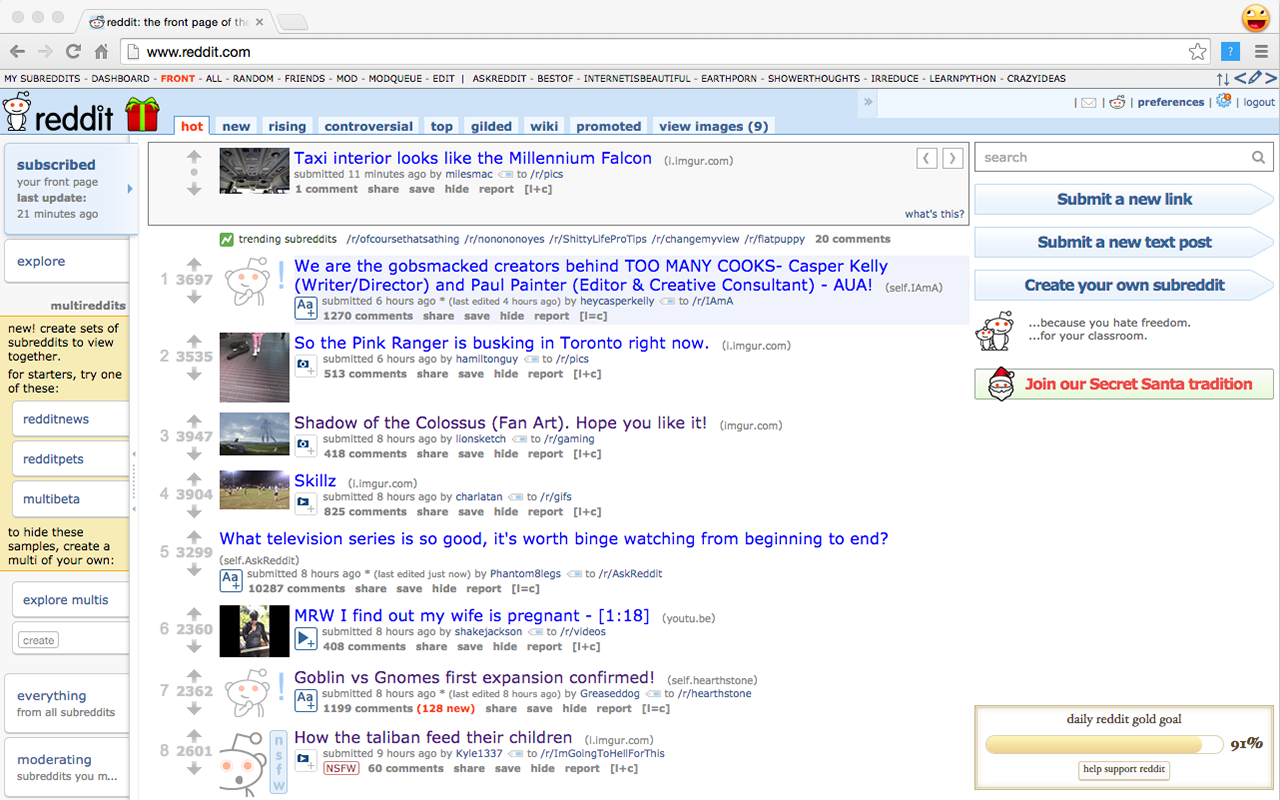 reddit: the front page of the
www.reddit.com
MY SUBREDDITS - DASHBOARD - FRONT - ALL - RANDOM - FRIENDS - MOD - MODQUEUE - EDIT | ASKREDDIT - BESTOF - INTERNETISBEAUTIFUL - EARTHPORN - SHOWERTHOUGHTS - IRREDUCE - LEARNPYTHON - CRAZYIDEAS
reddit
hot new rising controversial top gilded wiki promoted view images (9)
| | preferences | | logout
subscribed
your front page
last update:
21 minutes ago
explore
multireddits
new! create sets of
subreddits to view
together.
for starters, try one
of these:
redditnews
redditpets
multibeta
to hide these
samples, create a
multi of your own:
explore multis
create
everything
from all subreddits
moderating
subreddits you m...
Taxi interior looks like the Millennium Falcon (i.imgur.com)
submitted 11 minutes ago by milesmac to /r/pics
1 comment share save hide report [l+c]
what's this?
trending subreddits /r/ofcoursethatsathing /r/nonononoyes /r/ShittyLifeProTips /r/changemyview /r/flatpuppy 20 comments
1 3697
We are the gobsmacked creators behind TOO MANY COOKS- Casper Kelly
(Writer/Director) and Paul Painter (Editor & Creative Consultant) - AUA! (self.IAmA)
Aa submitted 6 hours ago * (last edited 4 hours ago) by heycasperkelly to /r/IAmA
1270 comments share save hide report [l=c]
2 3535
So the Pink Ranger is busking in Toronto right now. (i.imgur.com)
submitted 6 hours ago by hamiltonguy to /r/pics
513 comments share save hide report [l+c]
3 3947
Shadow of the Colossus (Fan Art). Hope you like it! (imgur.com)
submitted 8 hours ago by lionsketch to /r/gaming
418 comments share save hide report [l+c]
4 3904
Skillz (i.imgur.com)
submitted 8 hours ago by charlatan to /r/gifs
825 comments share save hide report [l+c]
5 3299
What television series is so good, it's worth binge watching from beginning to end?
(self.AskReddit)
Aa submitted 8 hours ago * (last edited just now) by Phantom8legs to /r/AskReddit
10287 comments share save hide report [l=c]
6 2360
MRW I find out my wife is pregnant - [1:18] (youtu.be)
submitted 8 hours ago by shakejackson to /r/videos
408 comments share save hide report [l+c]
7 2362
Goblin vs Gnomes first expansion confirmed! (self.hearthstone)
Aa submitted 8 hours ago * (last edited 8 hours ago) by Greaseddog to /r/hearthstone
1199 comments (128 new) share save hide report [l=c]
8 2601
nsfw
How the taliban feed their children (i.imgur.com)
submitted 9 hours ago by Kyle1337 to /r/ImGoingToHellForThis
NSFW 60 comments share save hide report [l+c]
search
Submit a new link
Submit a new text post
Create your own subreddit
...because you hate freedom.
...for your classroom.
Join our Secret Santa tradition
daily reddit gold goal
91%
help support reddit